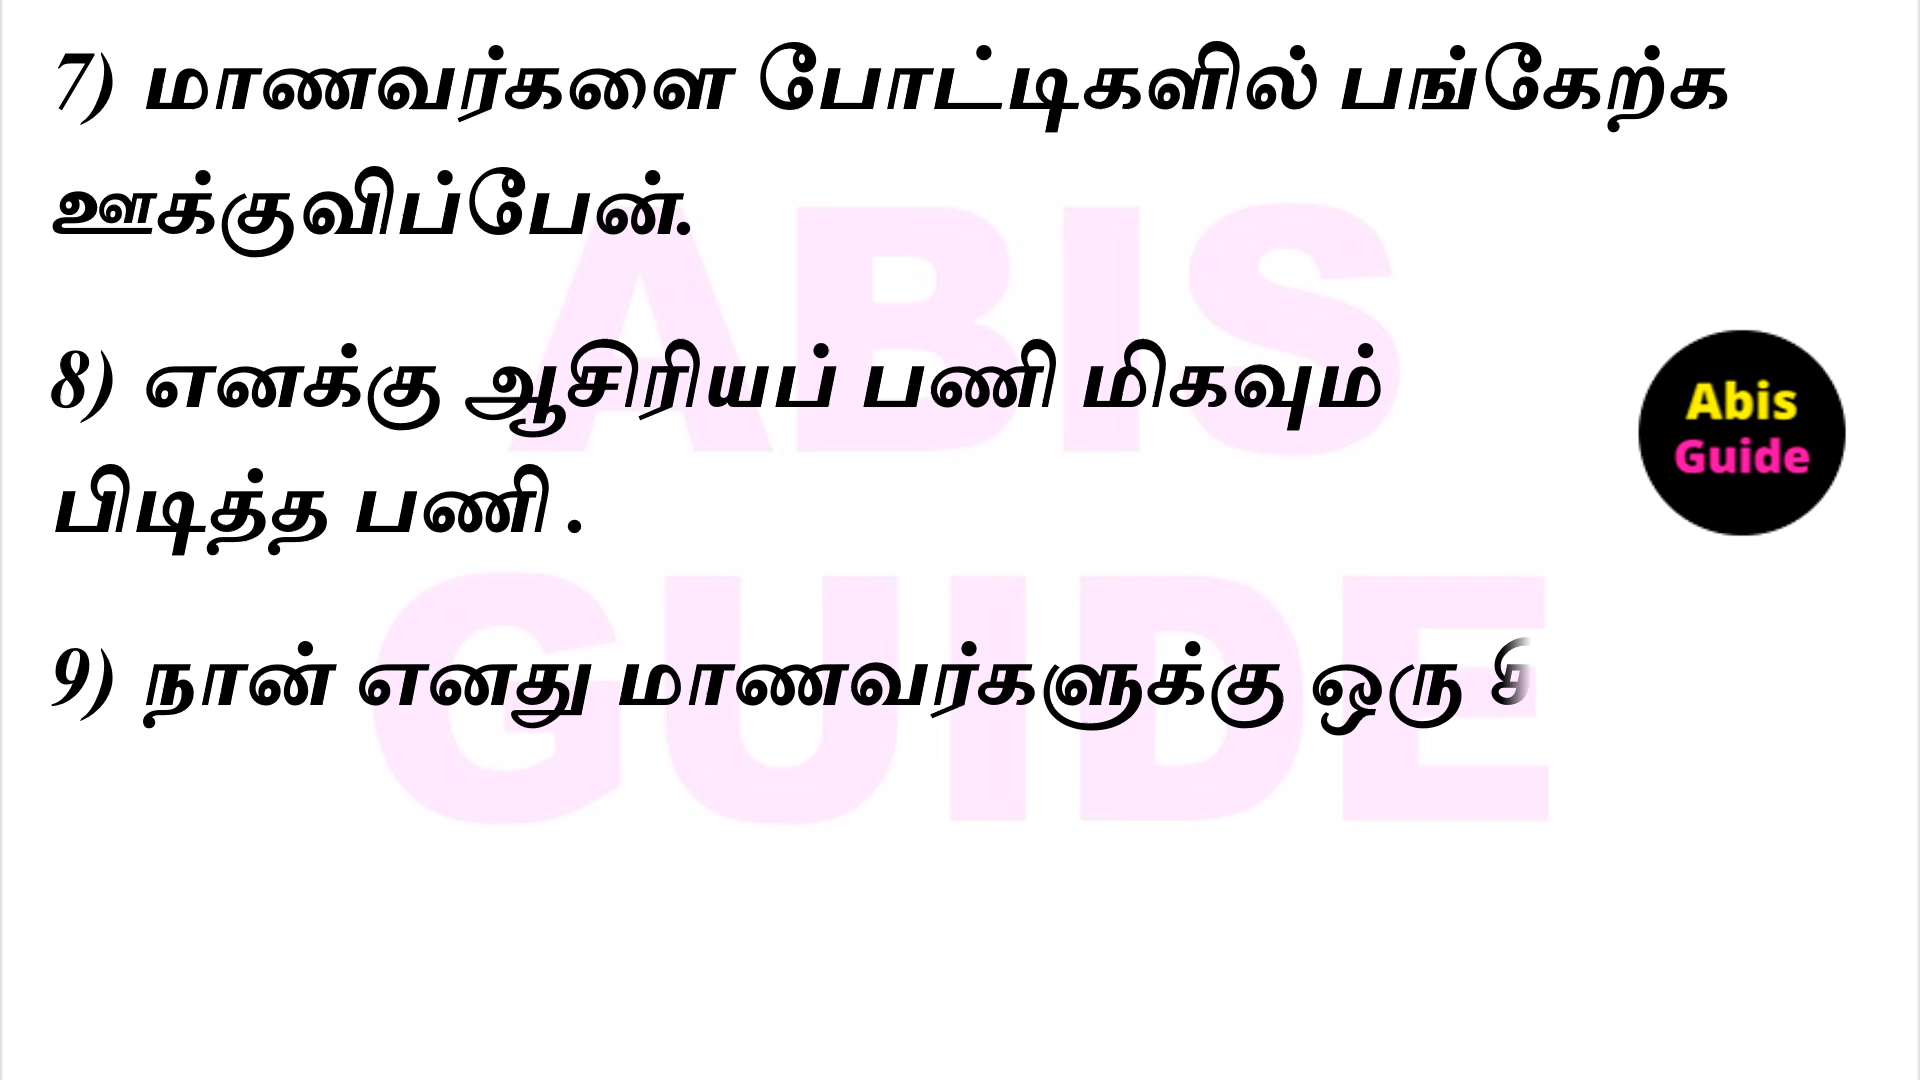 7) மாணவர்களை போட்டிகளில் பங்கேற்க
ஊக்குவிப்பேன்.
8) எனக்கு ஆசிரியப் பணி மிகவும்
பிடித்த பணி .
9) நான் எனது மாணவர்களுக்கு ஒரு
ABIS
GUIDE
Abis
Guide